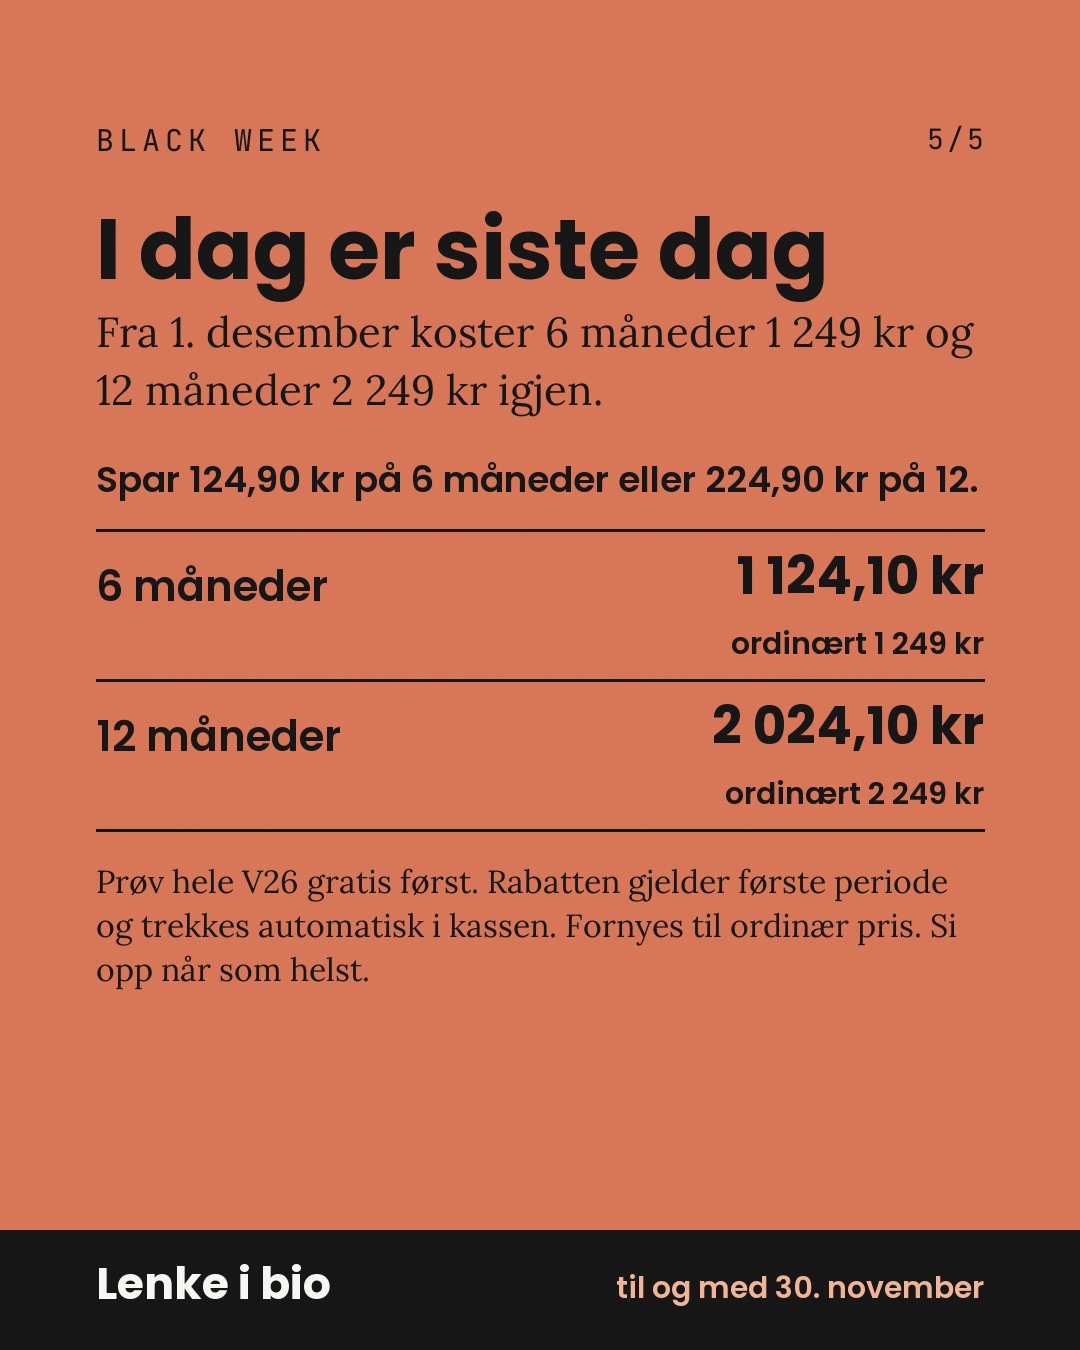 BLACK WEEK
5/5
I dag er siste dag
Fra 1. desember koster 6 måneder 1 249 kr og
12 måneder 2 249 kr igjen.
Spar 124,90 kr på 6 måneder eller 224,90 kr på 12.
6 måneder
1 124,10 kr
ordinært 1 249 kr
12 måneder
2 024,10 kr
ordinært 2 249 kr
Prøv hele V26 gratis først. Rabatten gjelder første periode
og trekkes automatisk i kassen. Fornyes til ordinær pris. Si
opp når som helst.
Lenke i bio
til og med 30. november